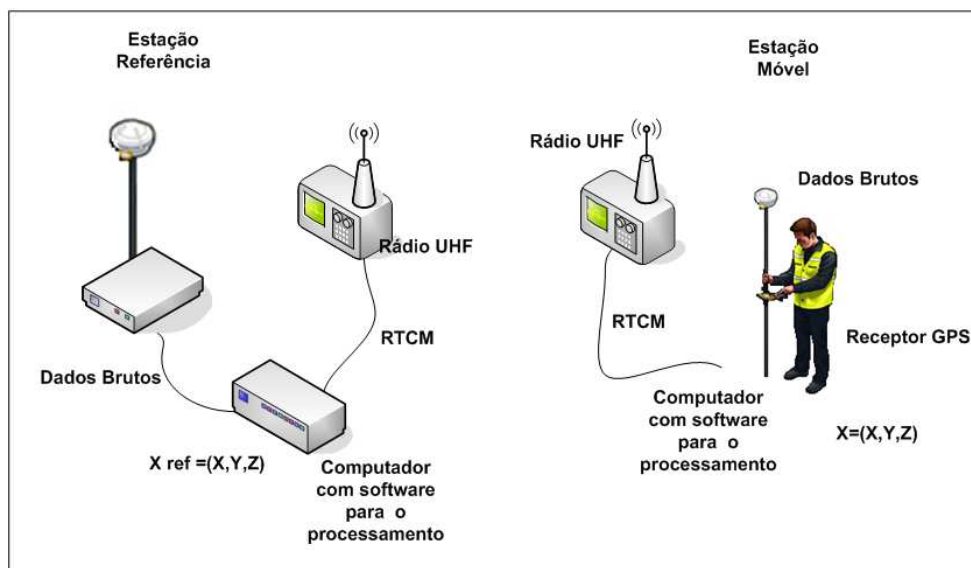 Estação
Referência
Rádio UHF
RTCM
Dados Brutos
X ref =(X,Y,Z)
Computador
com software
para o
processamento
Estação
Móvel
Rádio UHF
Dados Brutos
RTCM
Receptor GPS
Computador
com software
para o
processamento
X=(X,Y,Z)